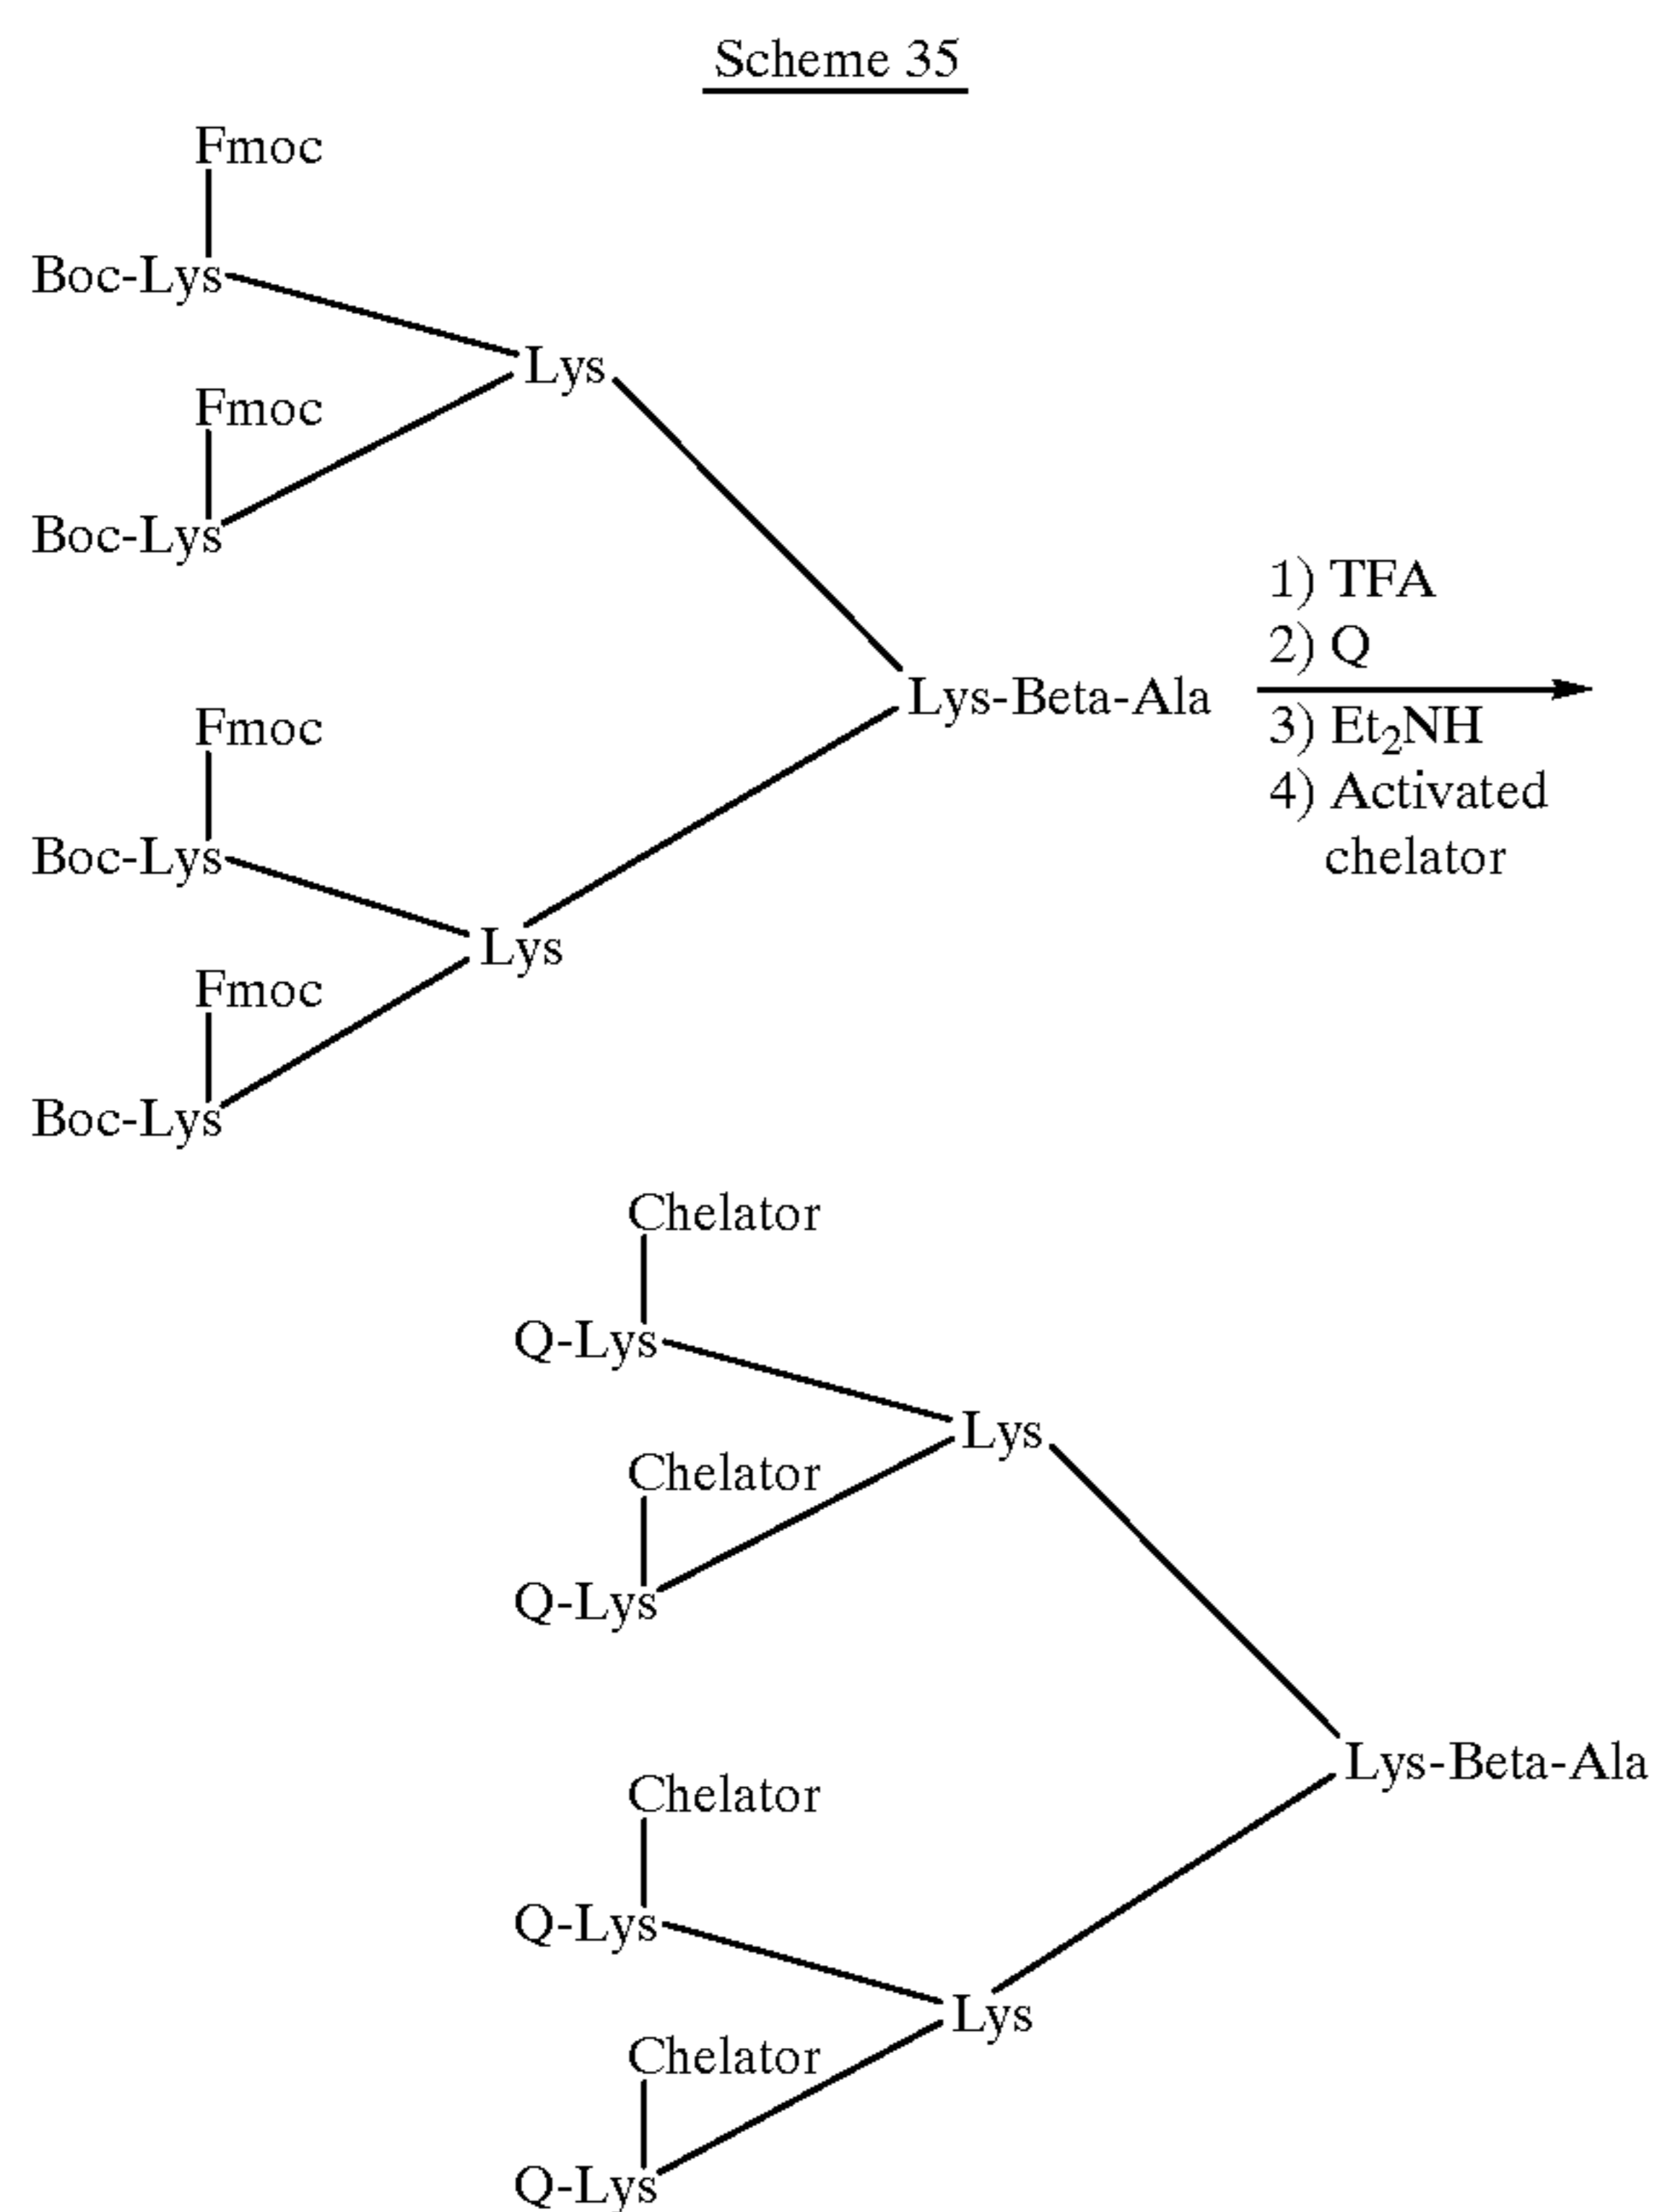 Scheme 35
Fmoc
Boc-Lys
Lys
Fmoc
Boc-Lys
Lys-Beta-Ala
Fmoc
Boc-Lys
Lys
Fmoc
Boc-Lys
1) TFA
2) Q
3) Et₂NH
4) Activated
chelator
Chelator
Q-Lys
Lys
Chelator
Q-Lys
Lys-Beta-Ala
Chelator
Q-Lys
Lys
Chelator
Q-Lys